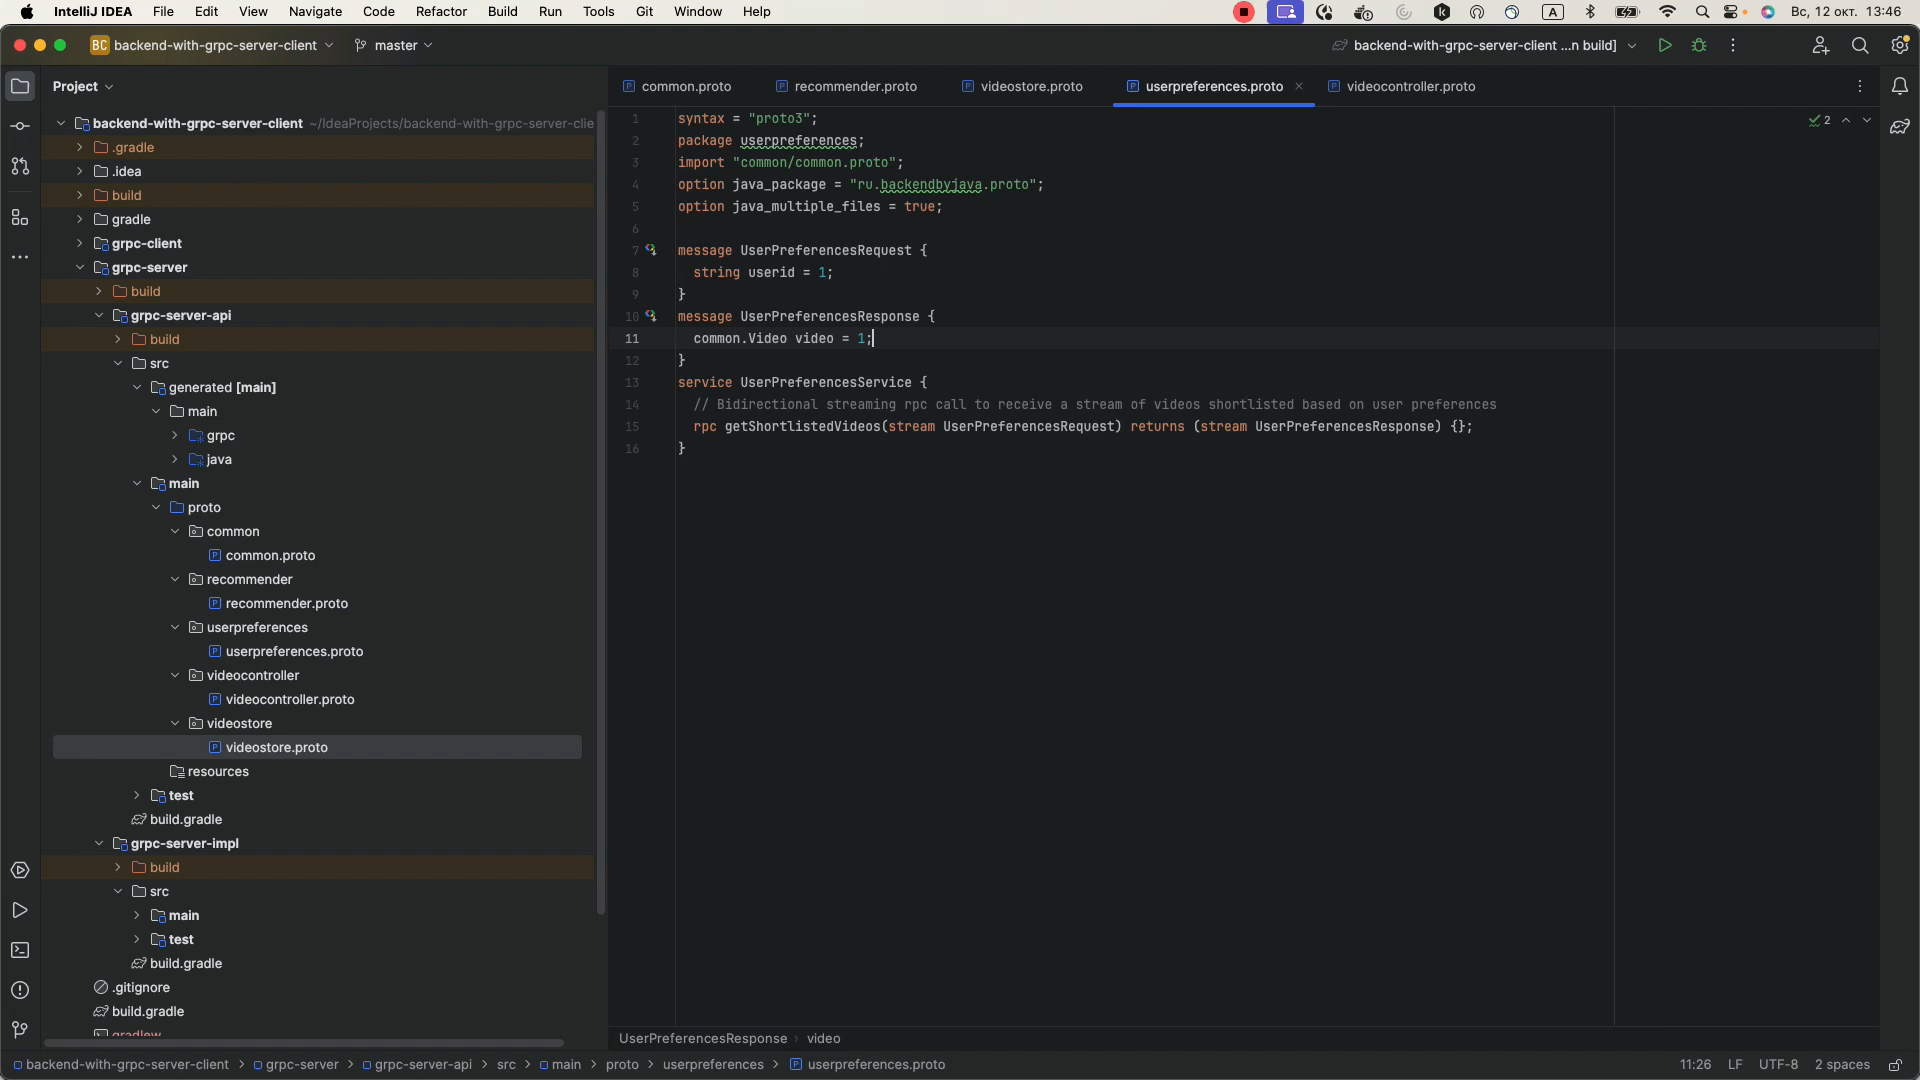 IntelliJ IDEA File Edit View Navigate Code Refactor Build Run Tools Git Window Help A Вс, 12 окт. 13:46
BC backend-with-grpc-server-client master backend-with-grpc-server-client ...n build]
Project
common.proto recommender.proto videostore.proto userpreferences.proto videocontroller.proto
backend-with-grpc-server-client ~/IdeaProjects/backend-with-grpc-server-clie
.gradle
.idea
build
gradle
grpc-client
grpc-server
build
grpc-server-api
build
src
generated [main]
main
grpc
java
main
proto
common
common.proto
recommender
recommender.proto
userpreferences
userpreferences.proto
videocontroller
videocontroller.proto
videostore
videostore.proto
resources
test
build.gradle
grpc-server-impl
build
src
main
test
build.gradle
.gitignore
build.gradle
gradlew
1 syntax = "proto3";
2 package userpreferences;
3 import "common/common.proto";
4 option java_package = "ru.backendbyjava.proto";
5 option java_multiple_files = true;
6
7 message UserPreferencesRequest {
8 string userid = 1;
9 }
10 message UserPreferencesResponse {
11 common.Video video = 1;
12 }
13 service UserPreferencesService {
14 // Bidirectional streaming rpc call to receive a stream of videos shortlisted based on user preferences
15 rpc getShortlistedVideos(stream UserPreferencesRequest) returns (stream UserPreferencesResponse) {};
16 }
2
UserPreferencesResponse video
backend-with-grpc-server-client grpc-server grpc-server-api src main proto userpreferences userpreferences.proto 11:26 LF UTF-8 2 spaces